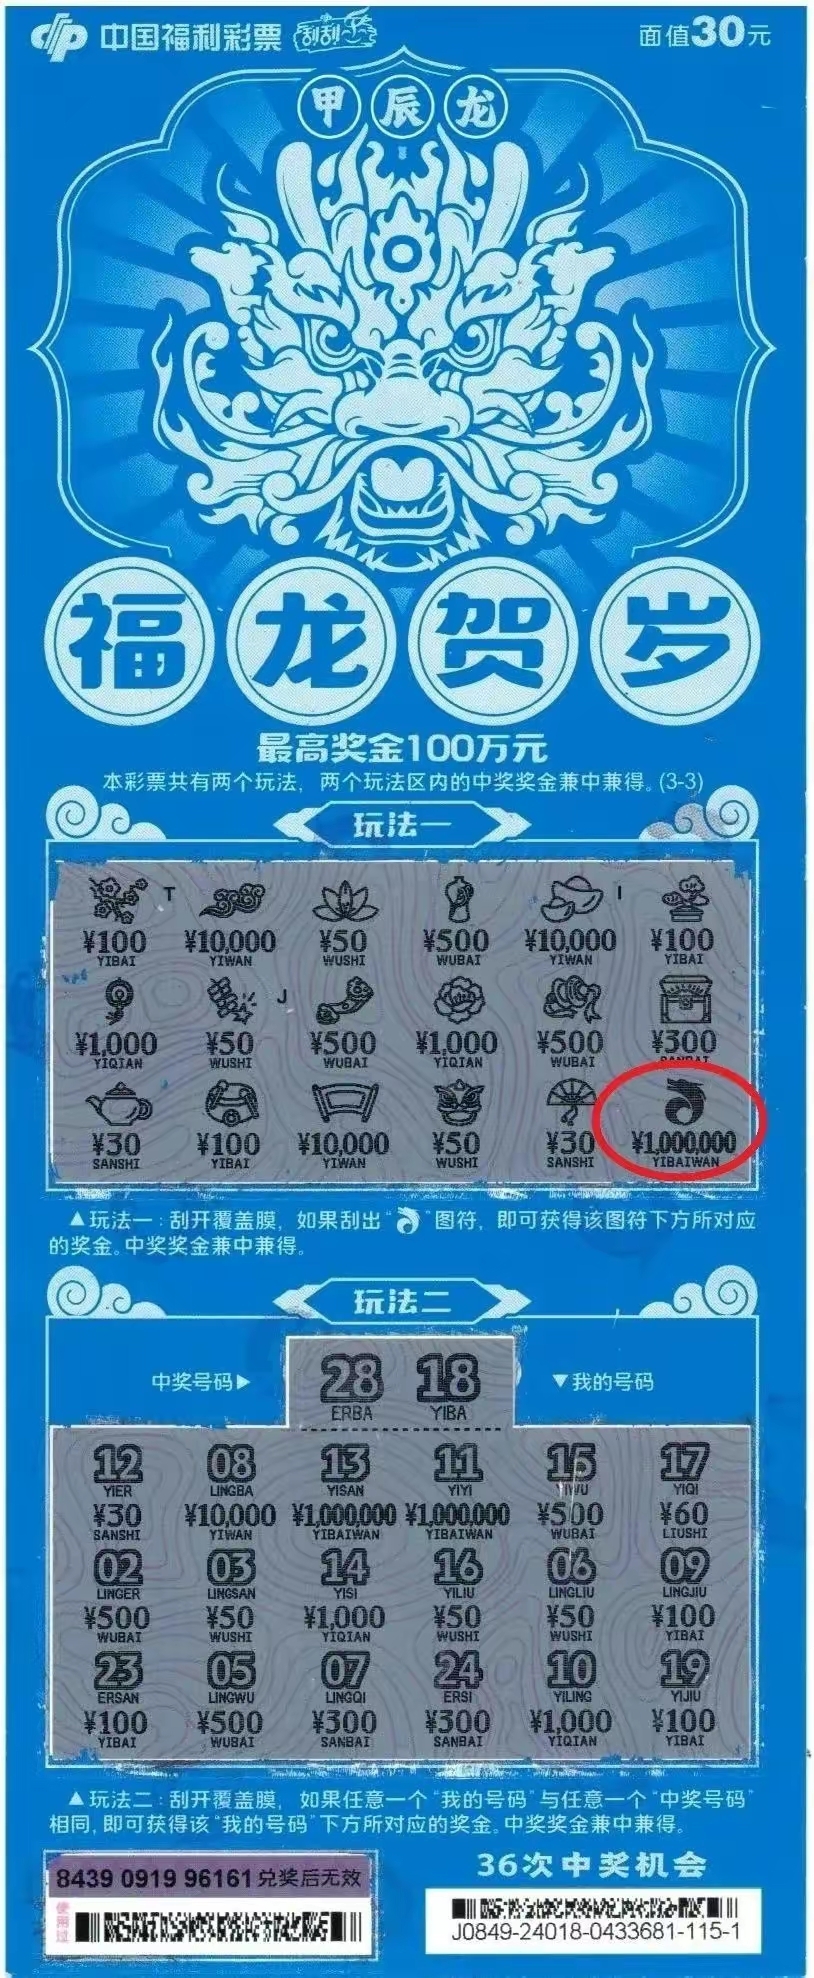 中国福利彩票 刮刮乐
面值30元
甲辰龙
福龙贺岁
最高奖金100万元
本彩票共有两个玩法，两个玩法区内的中奖奖金兼中兼得。(3-3)
玩法一
T I
¥100 ¥10,000 ¥50 ¥500 ¥10,000 ¥100
YIBAI YIWAN WUSHI WUBAI YIWAN YIBAI
J
¥1,000 ¥50 ¥500 ¥1,000 ¥500 ¥300
YIQIAN WUSHI WUBAI YIQIAN WUBAI SANBAI
¥30 ¥100 ¥10,000 ¥50 ¥30 ¥1,000,000
SANSHI YIBAI YIWAN WUSHI SANSHI YIBAIWAN
▲玩法一：刮开覆盖膜，如果刮出“ ”图符，即可获得该图符下方所对应
的奖金。中奖奖金兼中兼得。
玩法二
中奖号码▶ 28 18 ▼我的号码
ERBA YIBA
12 08 13 11 15 17
YIER LINGBA YISAN YIYI YIWU YIQI
¥30 ¥10,000 ¥1,000,000 ¥1,000,000 ¥500 ¥60
SANSHI YIWAN YIBAIWAN YIBAIWAN WUBAI LIUSHI
02 03 14 16 06 09
LINGER LINGSAN YISI YILIU LINGLIU LINGJIU
¥500 ¥50 ¥1,000 ¥50 ¥50 ¥100
WUBAI WUSHI YIQIAN WUSHI WUSHI YIBAI
23 05 07 24 10 19
ERSAN LINGWU LINGQI ERSI YILING YIJIU
¥100 ¥500 ¥300 ¥300 ¥1,000 ¥100
YIBAI WUBAI SANBAI SANBAI YIQIAN YIBAI
▲玩法二：刮开覆盖膜，如果任意一个“我的号码”与任意一个“中奖号码”
相同，即可获得该“我的号码”下方所对应的奖金。中奖奖金兼中兼得。
8439 0919 96161 兑奖后无效
使用过
36次中奖机会
J0849-24018-0433681-115-1